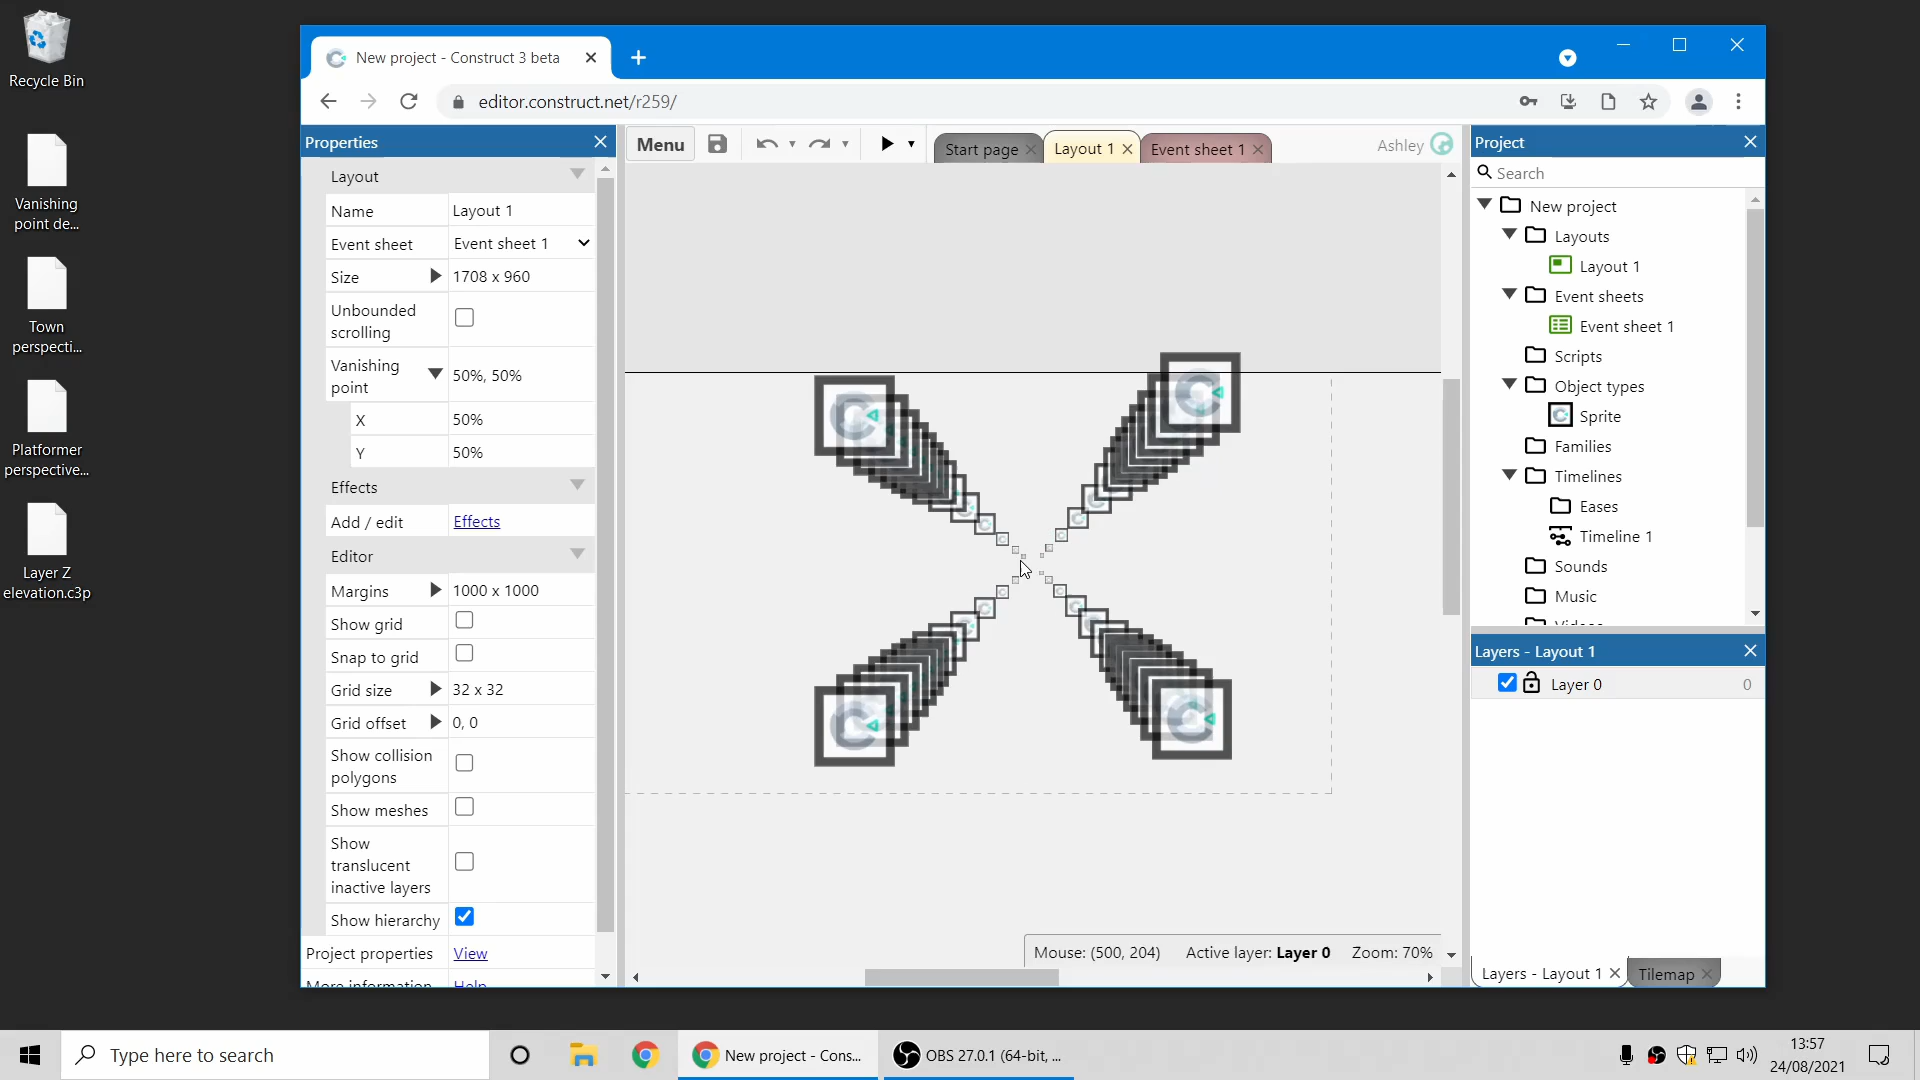 Recycle Bin
Vanishing
point de...
Town
perspecti...
Platformer
perspective...
Layer Z
elevation.c3p
New project - Construct 3 beta
editor.construct.net/r259/
Properties
Layout
Name Layout 1
Event sheet Event sheet 1
Size 1708 x 960
Unbounded
scrolling
Vanishing
point 50%, 50%
X 50%
Y 50%
Effects
Add / edit Effects
Editor
Margins 1000 x 1000
Show grid
Snap to grid
Grid size 32 x 32
Grid offset 0, 0
Show collision
polygons
Show meshes
Show
translucent
inactive layers
Show hierarchy
Project properties View
More information Help
Menu
Start page
Layout 1
Event sheet 1
Ashley
Mouse: (500, 204) Active layer: Layer 0 Zoom: 70%
Project
Search
New project
Layouts
Layout 1
Event sheets
Event sheet 1
Scripts
Object types
Sprite
Families
Timelines
Eases
Timeline 1
Sounds
Music
Videos
Layers - Layout 1
Layer 0 0
Layers - Layout 1 Tilemap
Type here to search
New project - Cons...
OBS 27.0.1 (64-bit, ...
13:57
24/08/2021